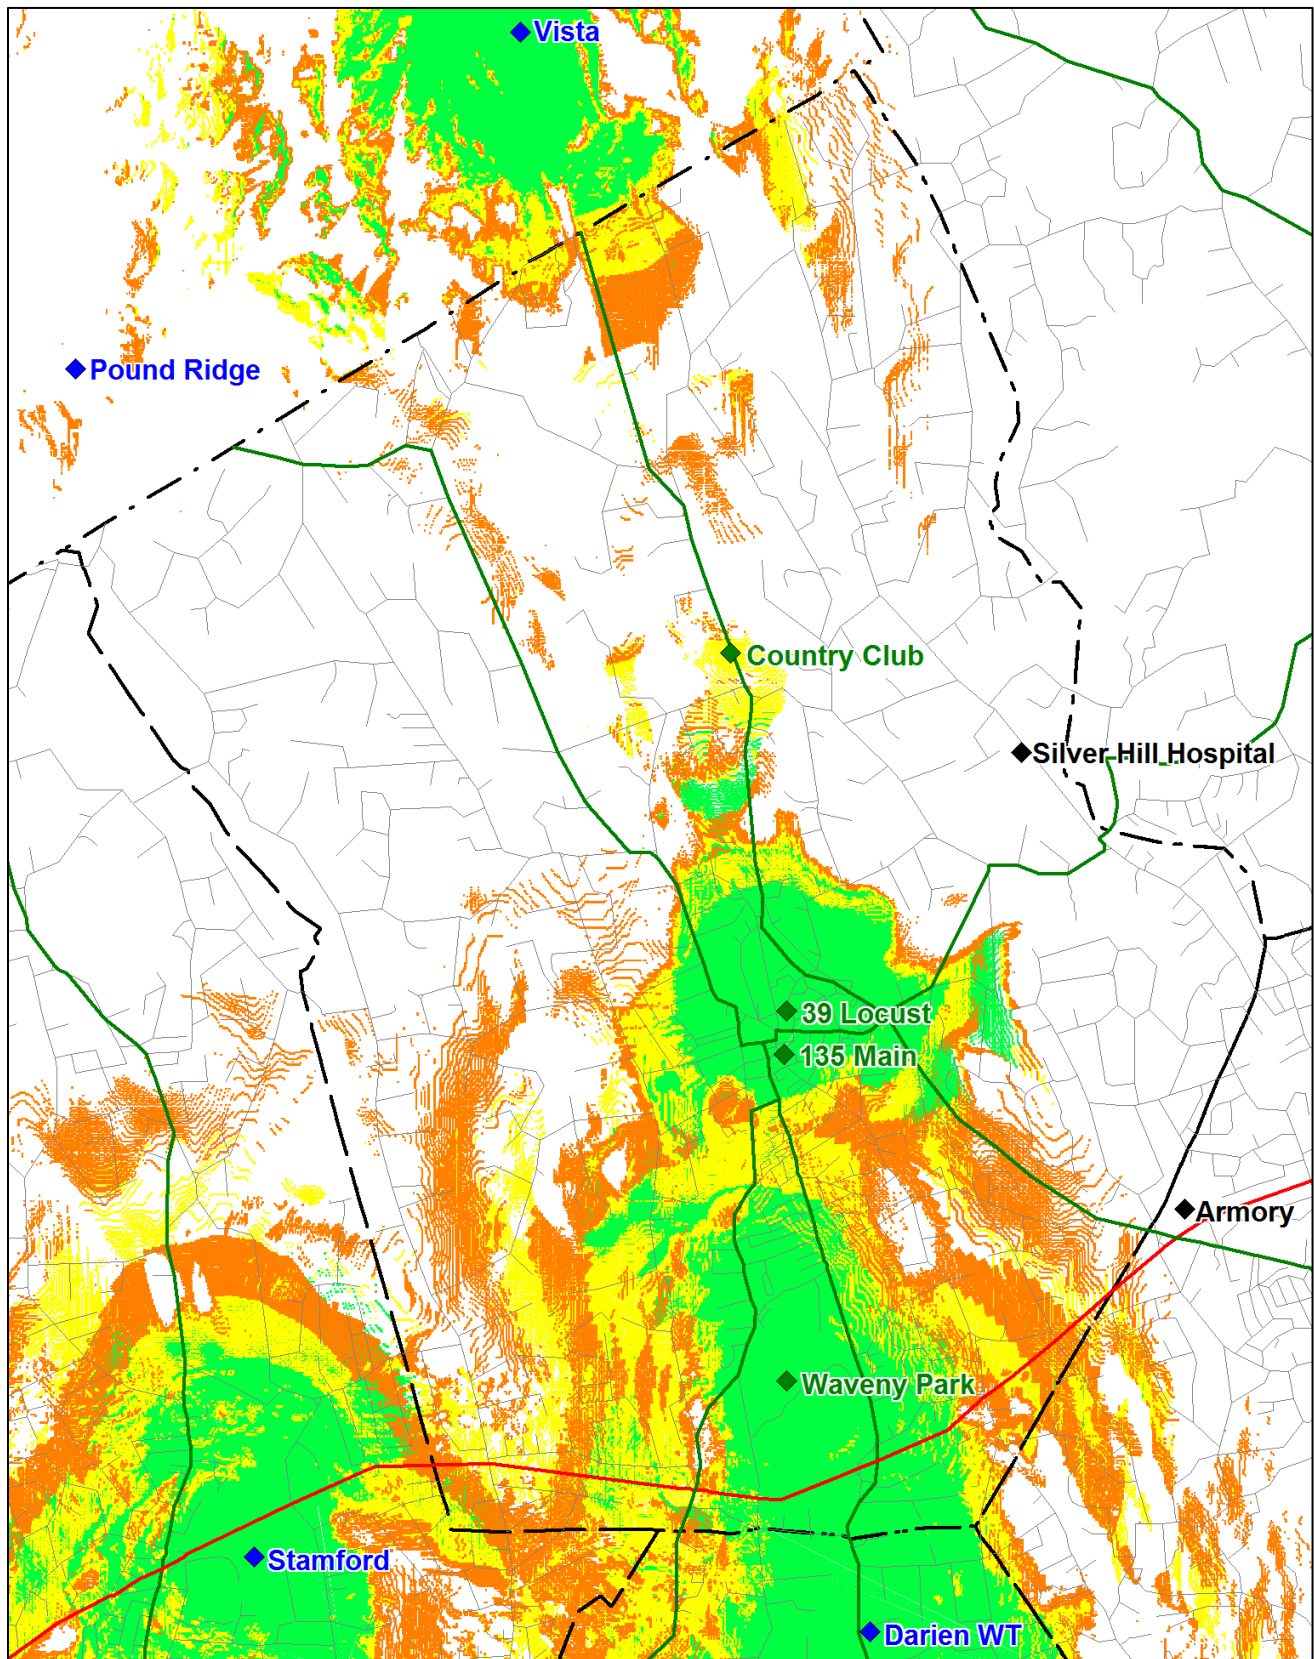 Vista
Pound Ridge
Country Club
Silver Hill Hospital
39 Locust
135 Main
Armory
Waveny Park
Stamford
Darien WT